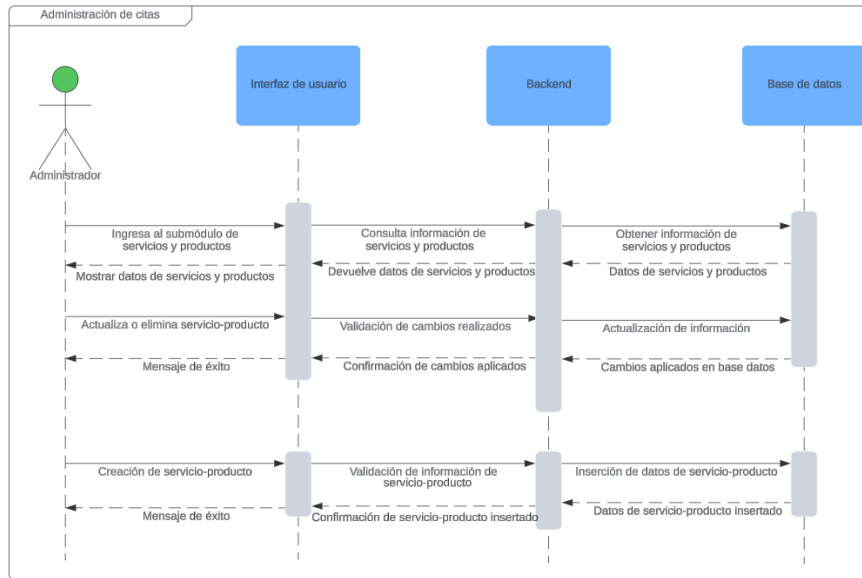 Administración de citas
Interfaz de usuario
Backend
Base de datos
Administrador
Ingresa al submódulo de
servicios y productos
Consulta información de
servicios y productos
Obtener información de
servicios y productos
Mostrar datos de servicios y productos
Devuelve datos de servicios y productos
Datos de servicios y productos
Actualiza o elimina servicio-producto
Validación de cambios realizados
Actualización de información
Mensaje de éxito
Confirmación de cambios aplicados
Cambios aplicados en base datos
Creación de servicio-producto
Validación de información de
servicio-producto
Inserción de datos de servicio-producto
Mensaje de éxito
Confirmación de servicio-producto insertado
Datos de servicio-producto insertado